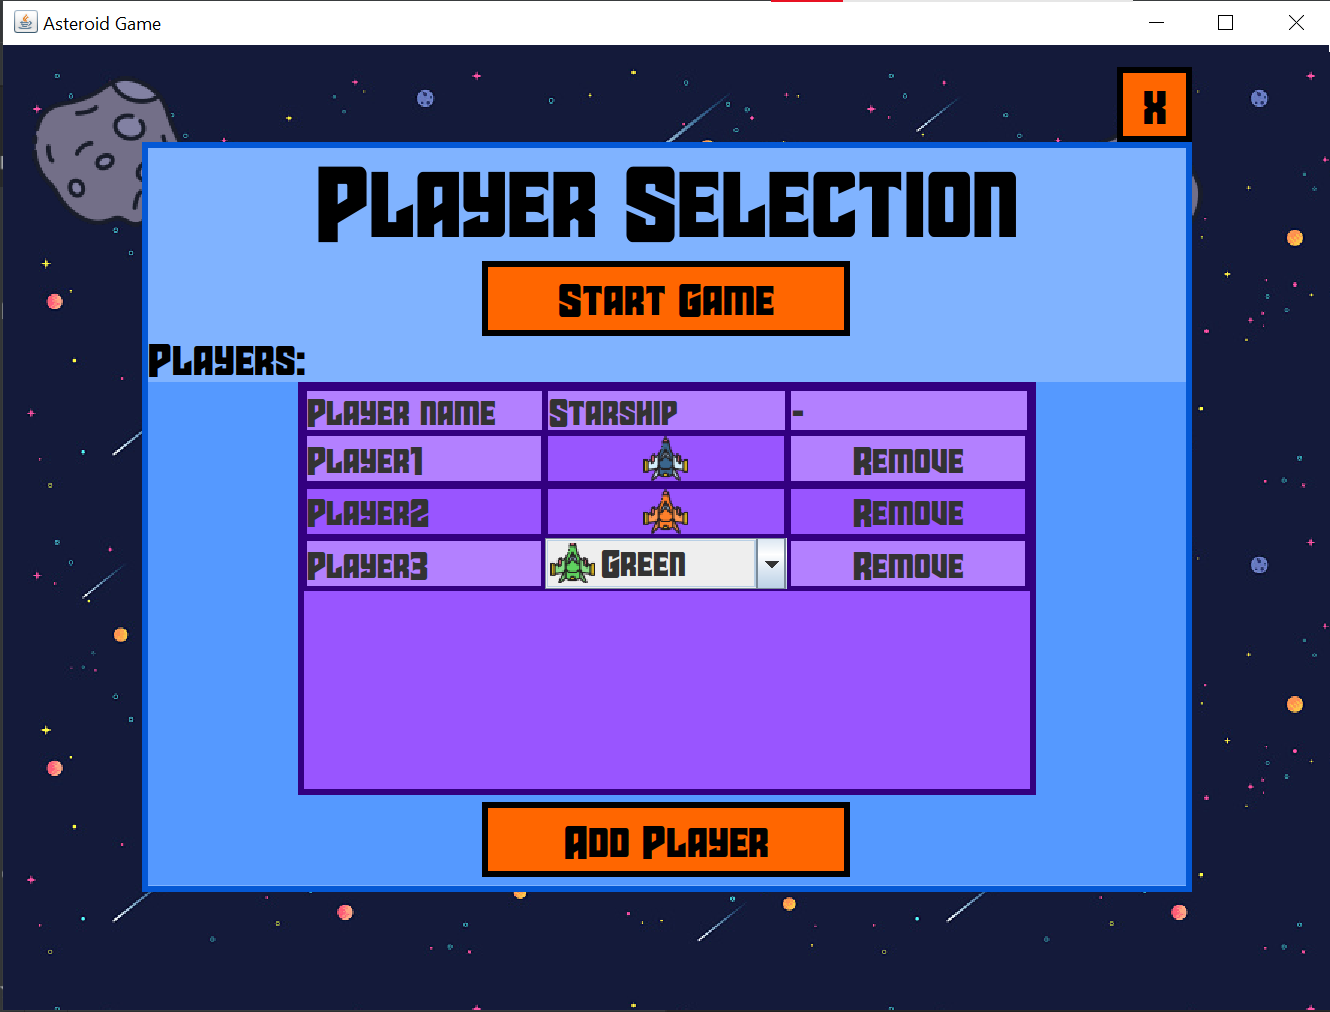 Asteroid Game
X
Player Selection
Start Game
Players:
Player name Starship -
Player1 Remove
Player2 Remove
Player3 Green Remove
Add Player